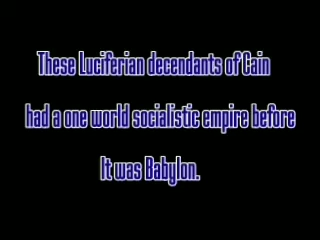 These Luciferian decendants of Cain
had a one world socialistic empire before
It was Babylon.